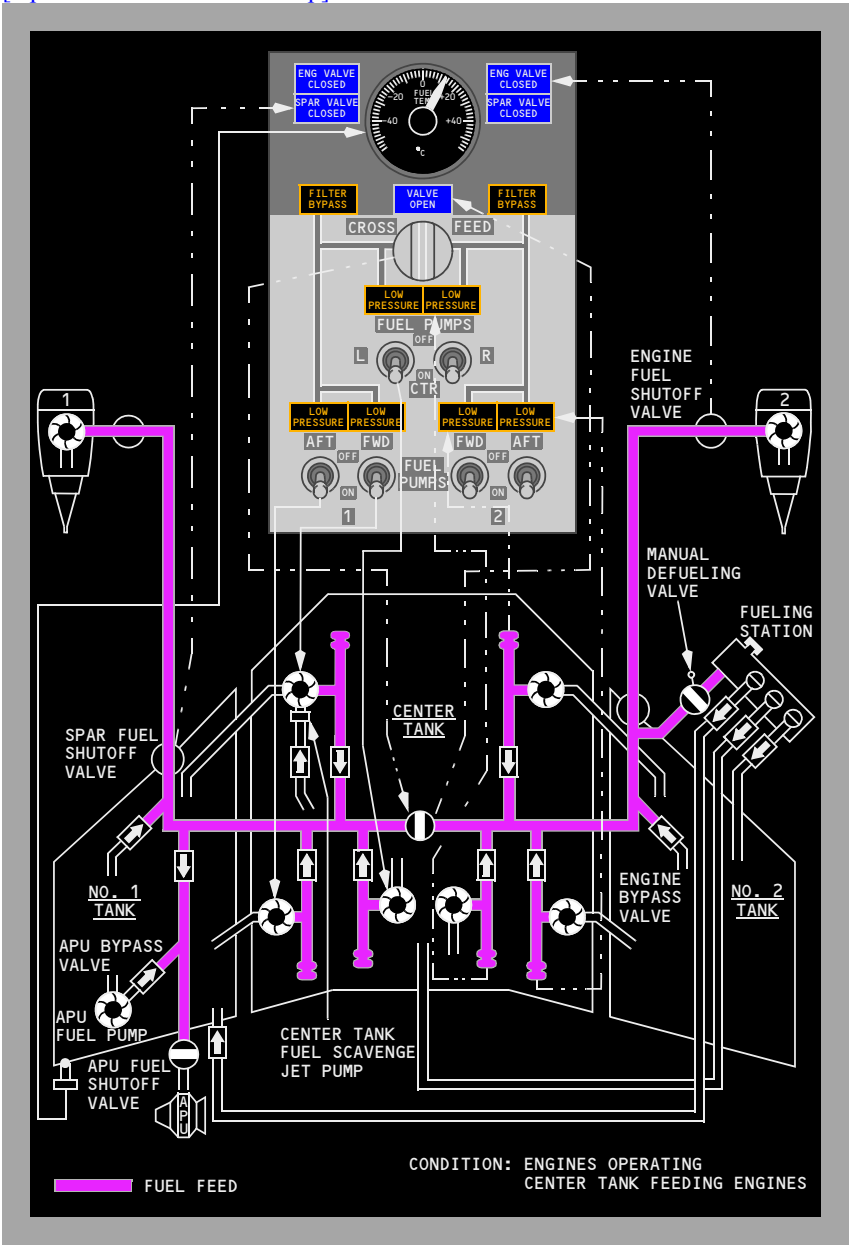 ENG VALVE
CLOSED
SPAR VALVE
CLOSED
ENG VALVE
CLOSED
SPAR VALVE
CLOSED
0
-20
+20
FUEL
TEMP
-40
+40
°C
FILTER
BYPASS
VALVE
OPEN
FILTER
BYPASS
CROSS
FEED
LOW
PRESSURE
LOW
PRESSURE
FUEL PUMPS
OFF
L
R
ON
CTR
LOW
PRESSURE
LOW
PRESSURE
LOW
PRESSURE
LOW
PRESSURE
AFT
FWD
FWD
AFT
OFF
OFF
FUEL
PUMPS
ON
ON
1
2
1
2
ENGINE
FUEL
SHUTOFF
VALVE
MANUAL
DEFUELING
VALVE
FUELING
STATION
CENTER
TANK
SPAR FUEL
SHUTOFF
VALVE
NO. 1
TANK
ENGINE
BYPASS
VALVE
NO. 2
TANK
APU BYPASS
VALVE
APU
FUEL PUMP
CENTER TANK
FUEL SCAVENGE
JET PUMP
APU FUEL
SHUTOFF
VALVE
APU
FUEL FEED
CONDITION: ENGINES OPERATING
CENTER TANK FEEDING ENGINES